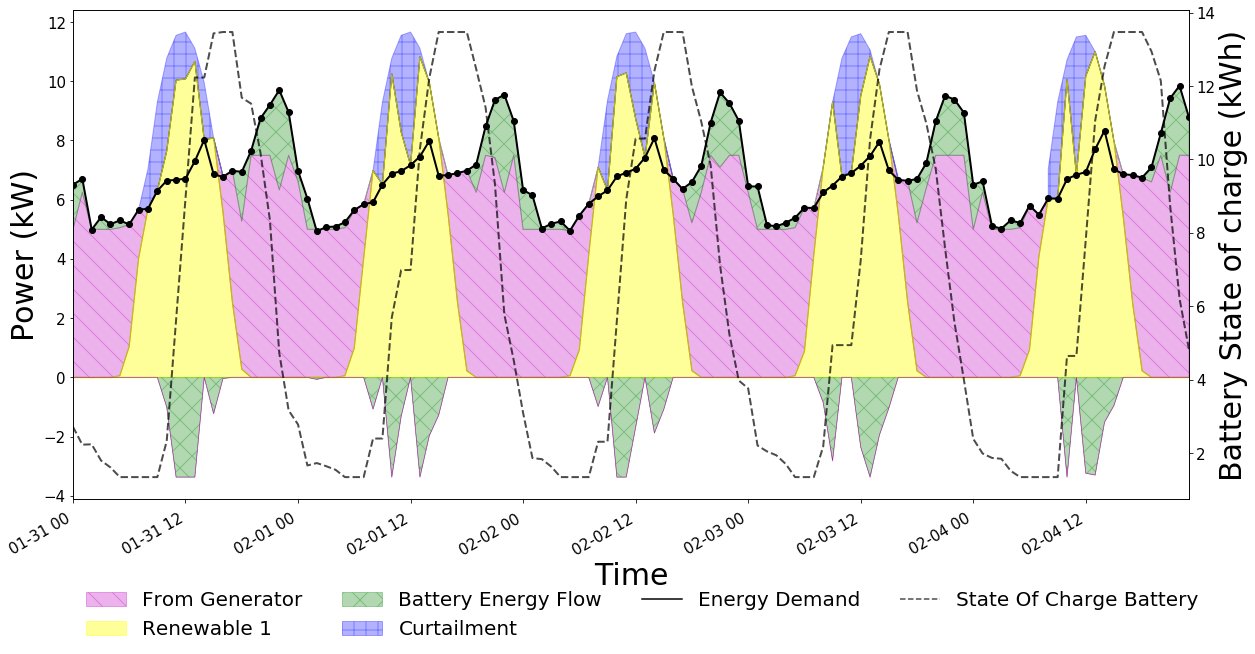 12
10
8
6
4
2
0
−2
−4
Power (kW)
14
12
10
8
6
4
2
Battery State of charge (kWh)
01-31 00
01-31 12
02-01 00
02-01 12
02-02 00
02-02 12
02-03 00
02-03 12
02-04 00
02-04 12
Time
From Generator
Battery Energy Flow
Energy Demand
State Of Charge Battery
Renewable 1
Curtailment